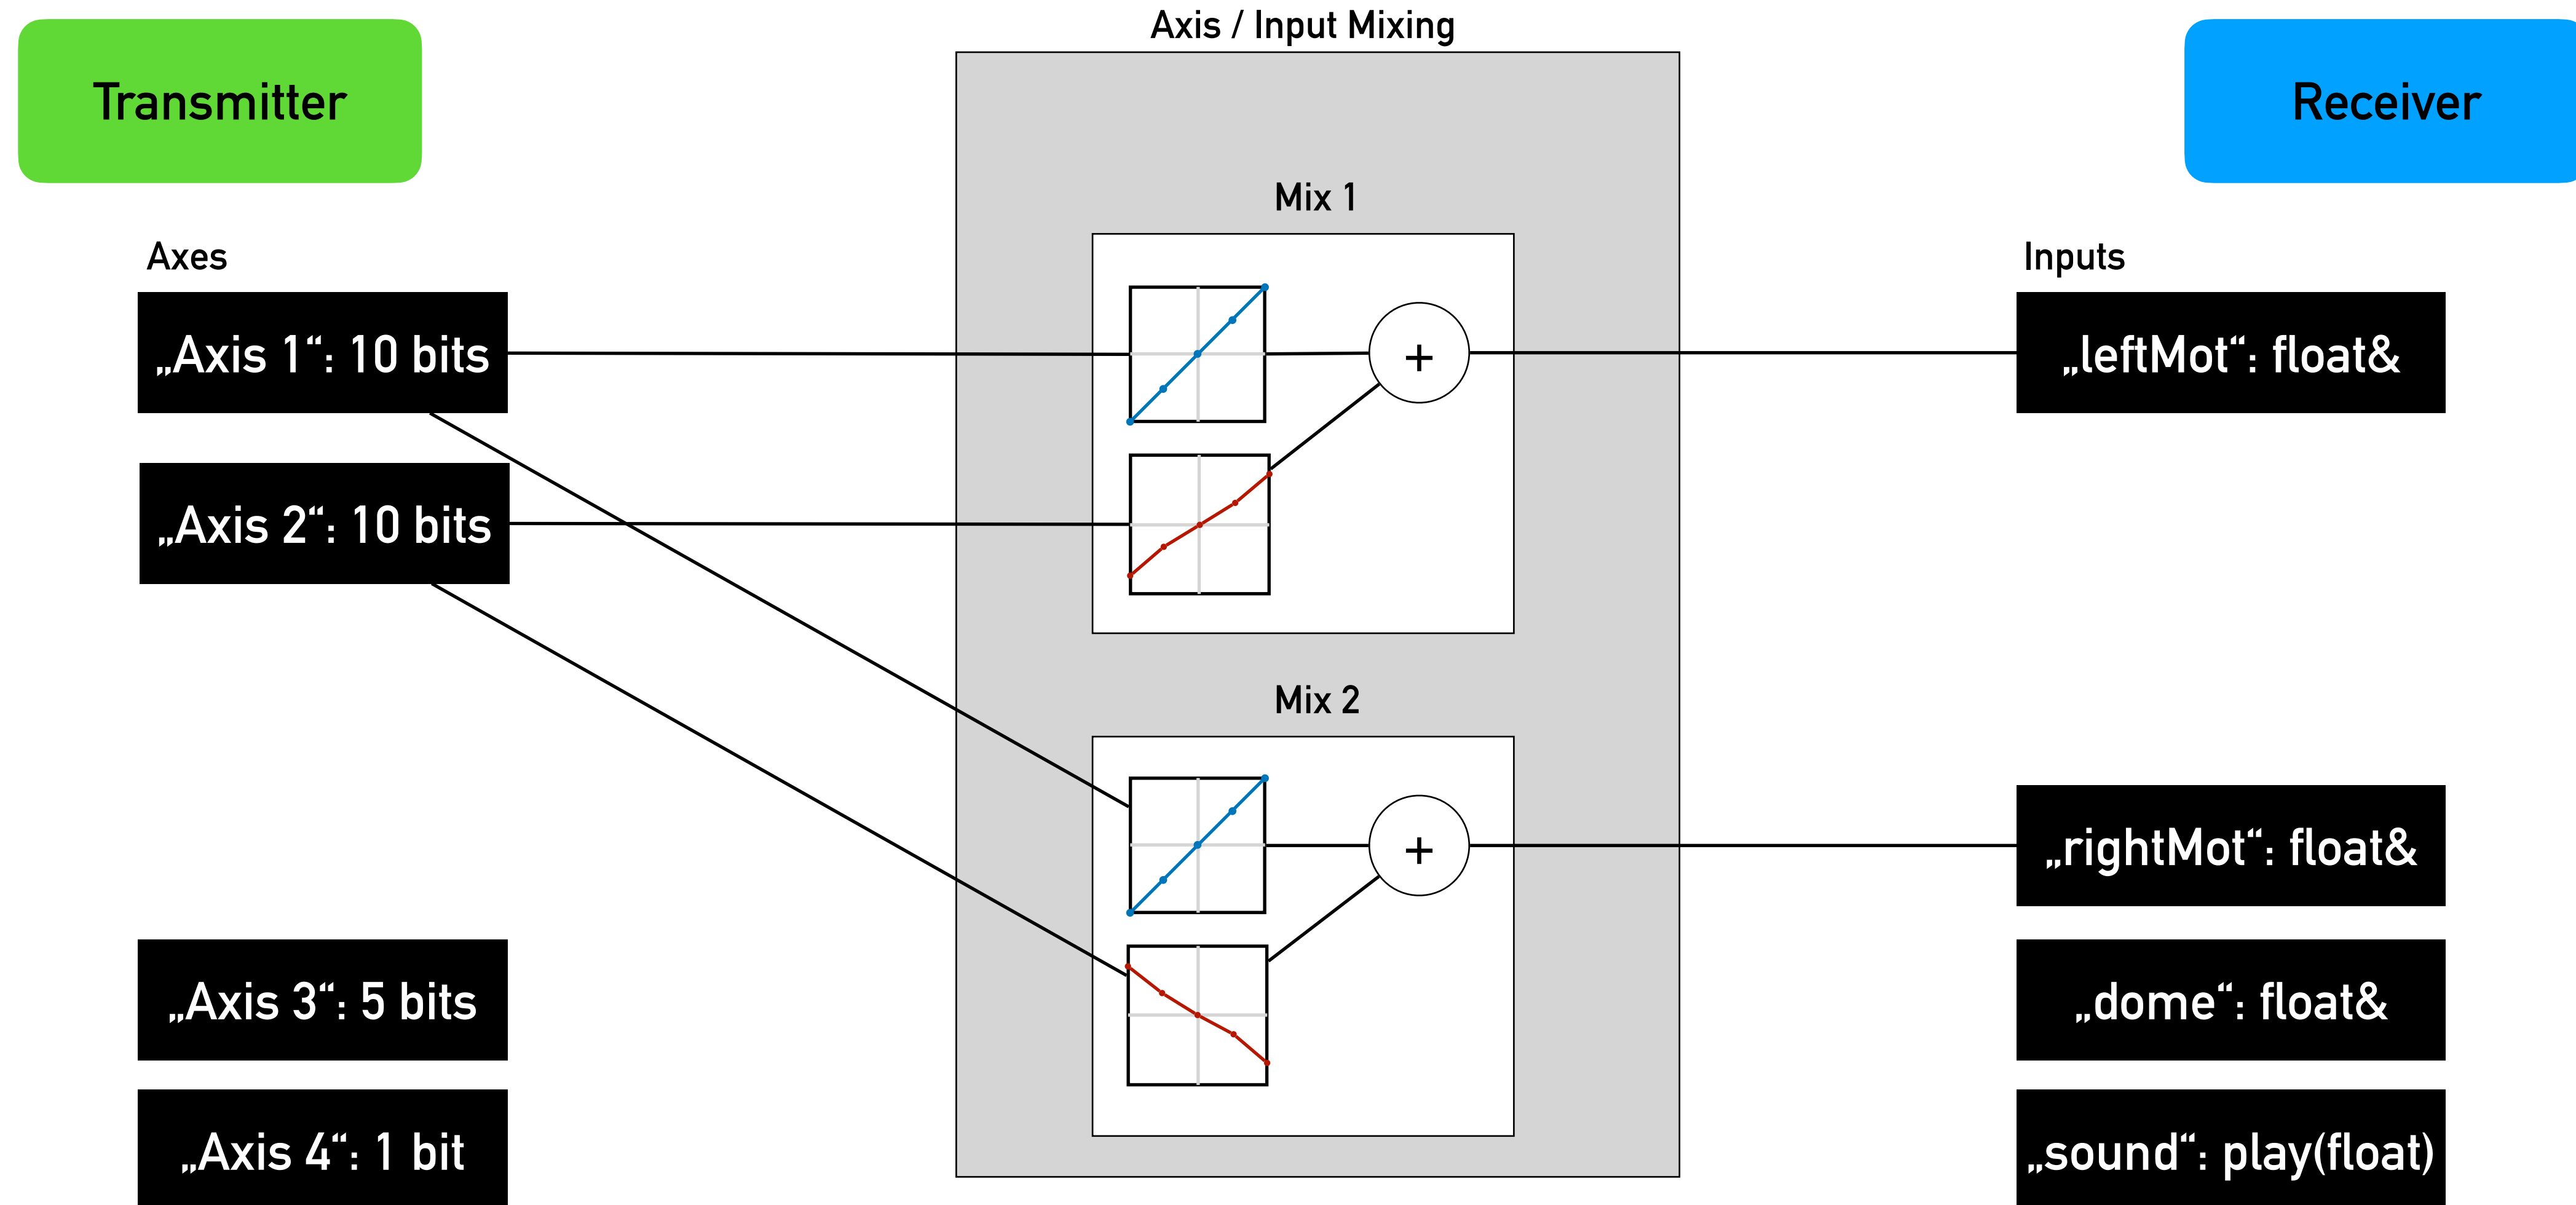 Axis / Input Mixing
Transmitter
Receiver
Mix 1
Axes
Inputs
„Axis 1“: 10 bits
+
„leftMot“: float&
„Axis 2“: 10 bits
Mix 2
+
„rightMot“: float&
„Axis 3“: 5 bits
„dome“: float&
„Axis 4“: 1 bit
„sound“: play(float)